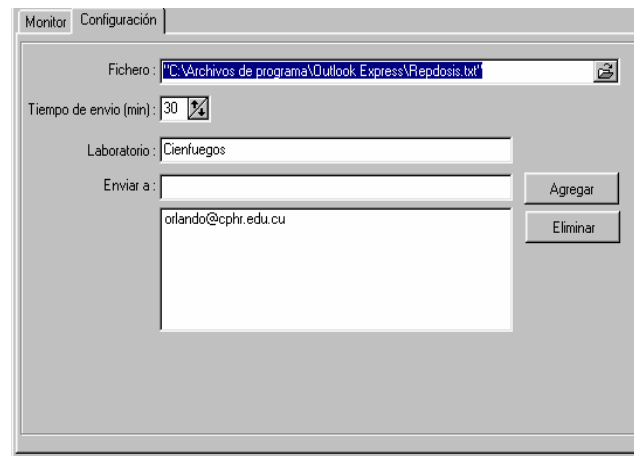 Monitor Configuración
Fichero : "C:\Archivos de programa\Outlook Express\Repdosis.txt"
Tiempo de envio (min) : 30
Laboratorio : Cienfuegos
Enviar a :
Agregar
orlando@cphr.edu.cu
Eliminar